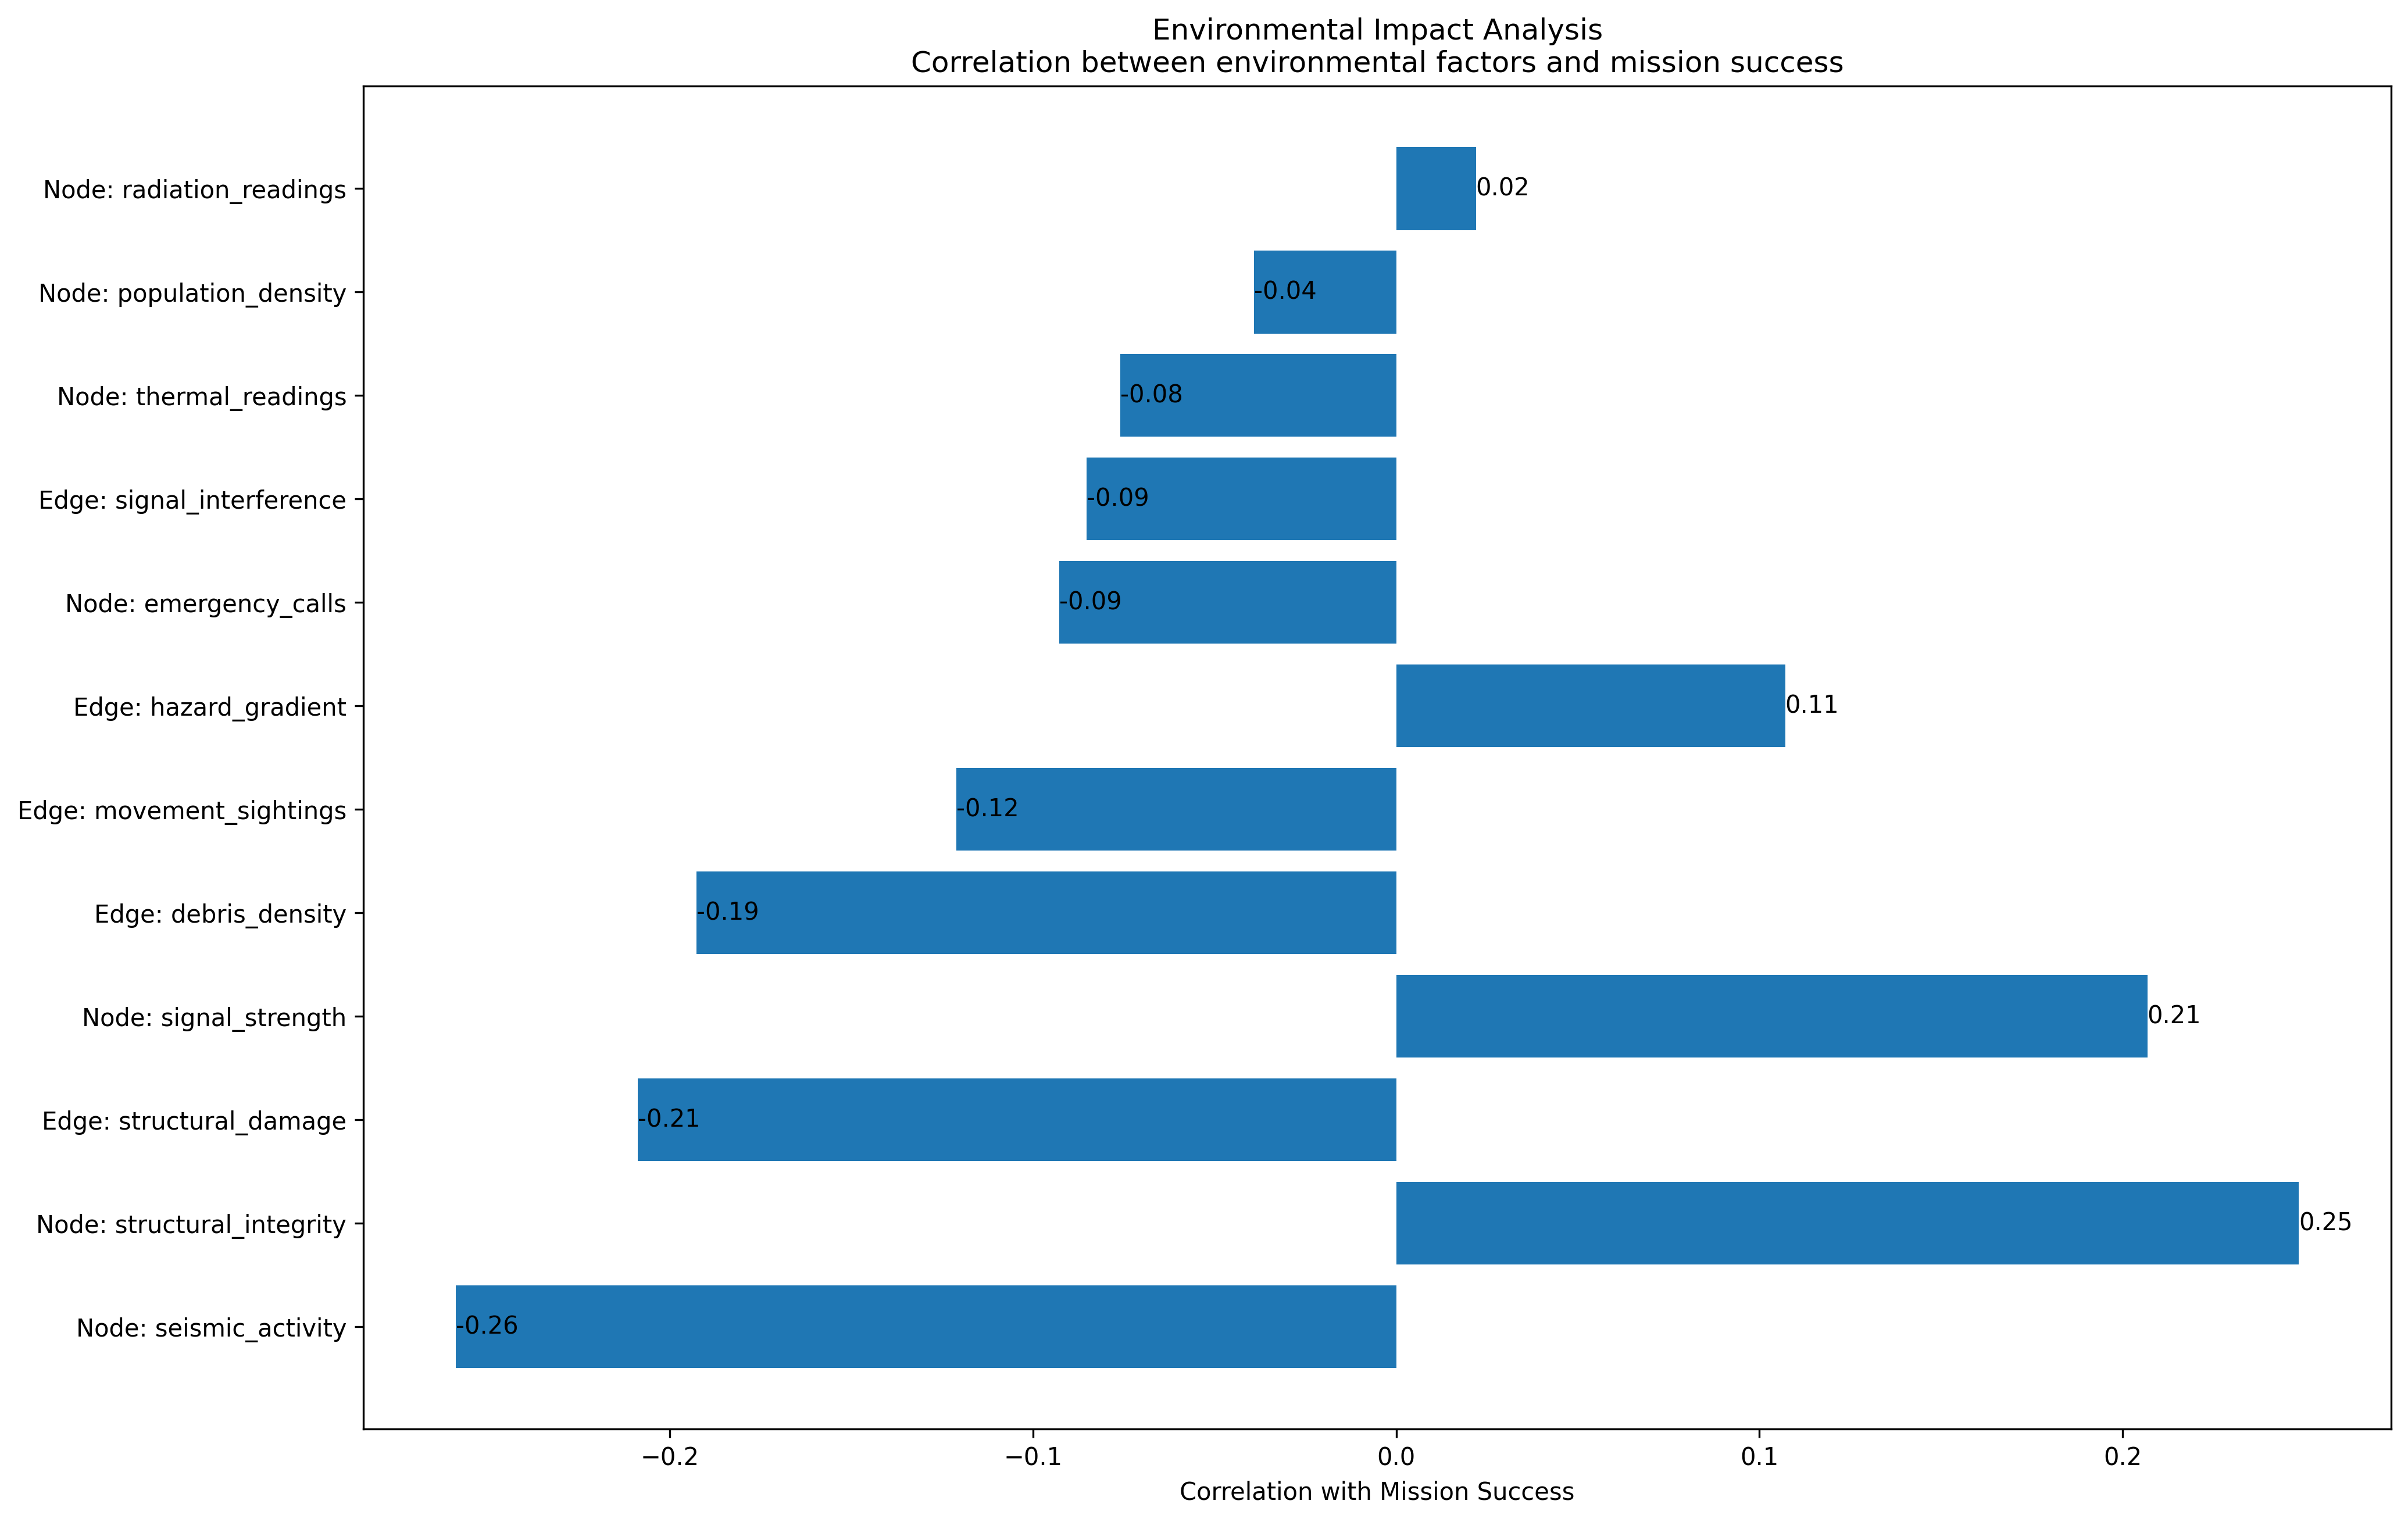 Environmental Impact Analysis
Correlation between environmental factors and mission success
Node: radiation_readings
0.02
Node: population_density
-0.04
Node: thermal_readings
-0.08
Edge: signal_interference
-0.09
Node: emergency_calls
-0.09
Edge: hazard_gradient
0.11
Edge: movement_sightings
-0.12
Edge: debris_density
-0.19
Node: signal_strength
0.21
Edge: structural_damage
-0.21
Node: structural_integrity
0.25
Node: seismic_activity
-0.26
−0.2 −0.1 0.0 0.1 0.2
Correlation with Mission Success